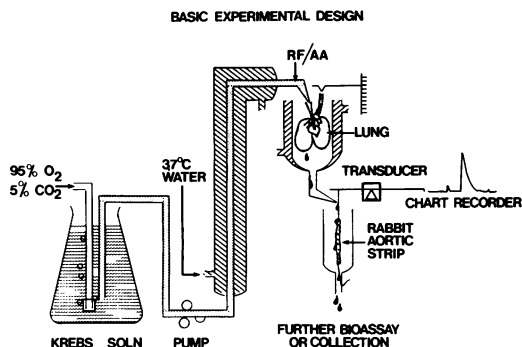 BASIC EXPERIMENTAL DESIGN
RF/AA
LUNG
95% O2
5% CO2
37°C
WATER
TRANSDUCER
CHART RECORDER
RABBIT
AORTIC
STRIP
KREBS SOLN
PUMP
FURTHER BIOASSAY
OR COLLECTION